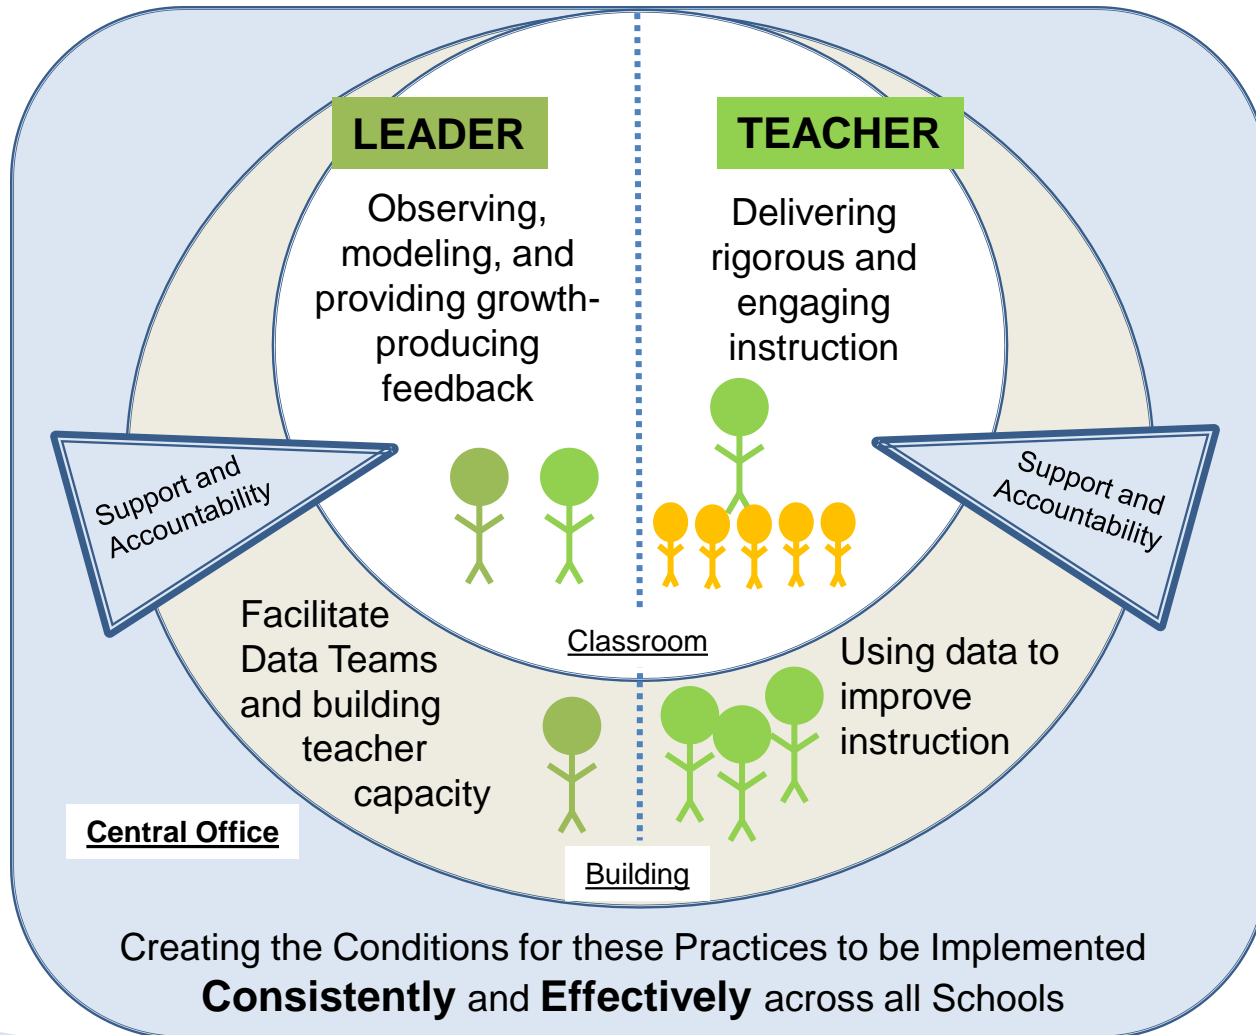 LEADER
Observing,
modeling, and
providing growth-
producing
feedback
TEACHER
Delivering
rigorous and
engaging
instruction
Support and
Accountability
Support and
Accountability
Classroom
Facilitate
Data Teams
and building
teacher
capacity
Using data to
improve
instruction
Central Office
Building
Creating the Conditions for these Practices to be Implemented
Consistently and Effectively across all Schools